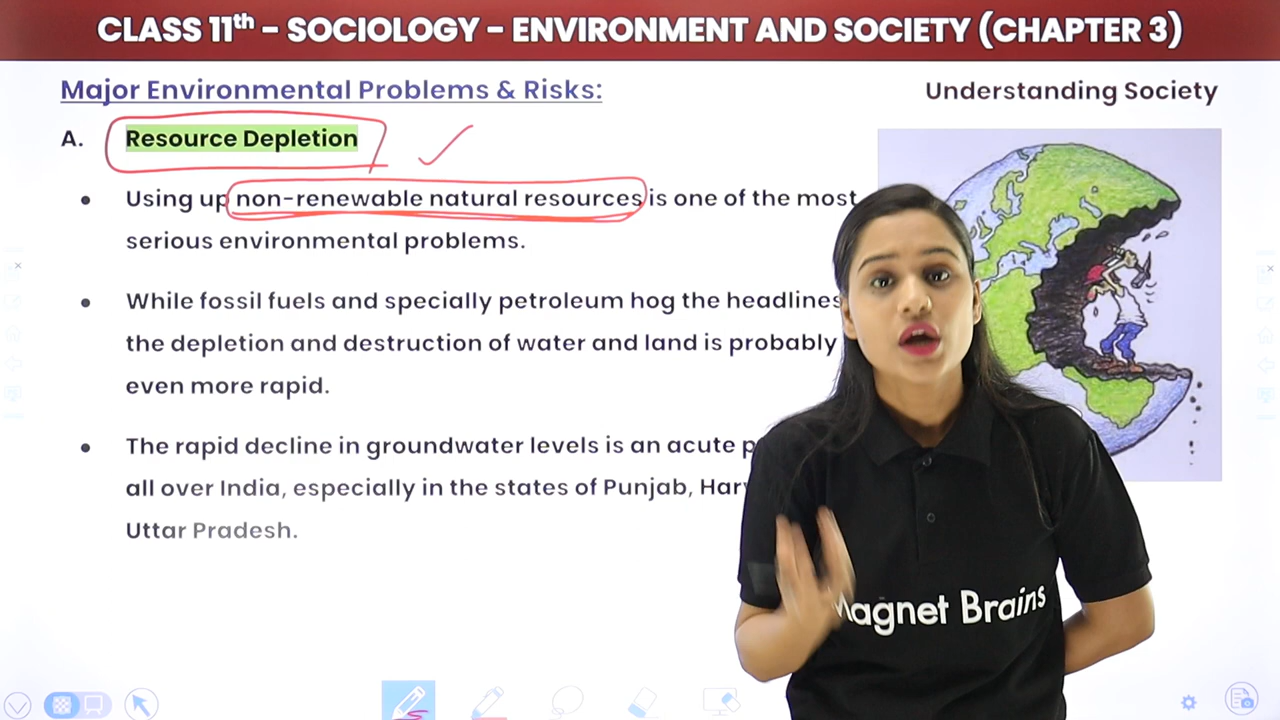 CLASS 11th - SOCIOLOGY - ENVIRONMENT AND SOCIETY (CHAPTER 3)
Major Environmental Problems & Risks:
Understanding Society
A. Resource Depletion
• Using up non-renewable natural resources is one of the most
serious environmental problems.
• While fossil fuels and specially petroleum hog the headlines
the depletion and destruction of water and land is probably
even more rapid.
• The rapid decline in groundwater levels is an acute
all over India, especially in the states of Punjab,
Uttar Pradesh.
Magnet Brains